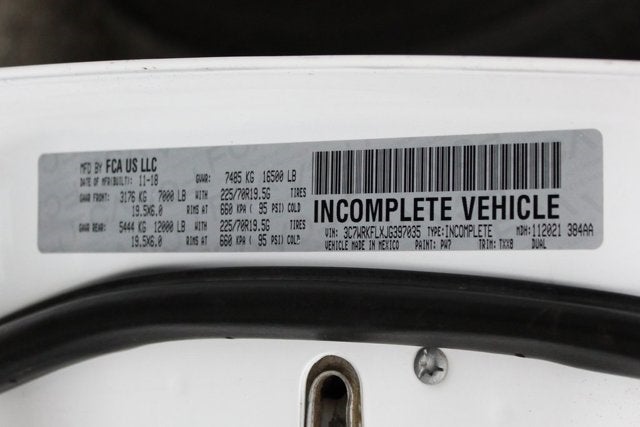 MFD BY FCA US LLC
DATE OF MFD(BUILT): 11-18 GVWR: 7485 KG 16500 LB
GAWR FRONT: 3176 KG 7000 LB WITH 225/70R19.5G TIRES
19.5X6.0 RIMS AT 660 KPA ( 95 PSI) COLD
GAWR REAR: 5444 KG 12000 LB WITH 225/70R19.5G TIRES
19.5X6.0 RIMS AT 660 KPA ( 95 PSI) COLD
INCOMPLETE VEHICLE
VIN: 3C7WRKFLXJG397035 TYPE:INCOMPLETE MDH:112021 384AA
VEHICLE MADE IN MEXICO PAINT: PW7 TRIM: TXX8 DUAL